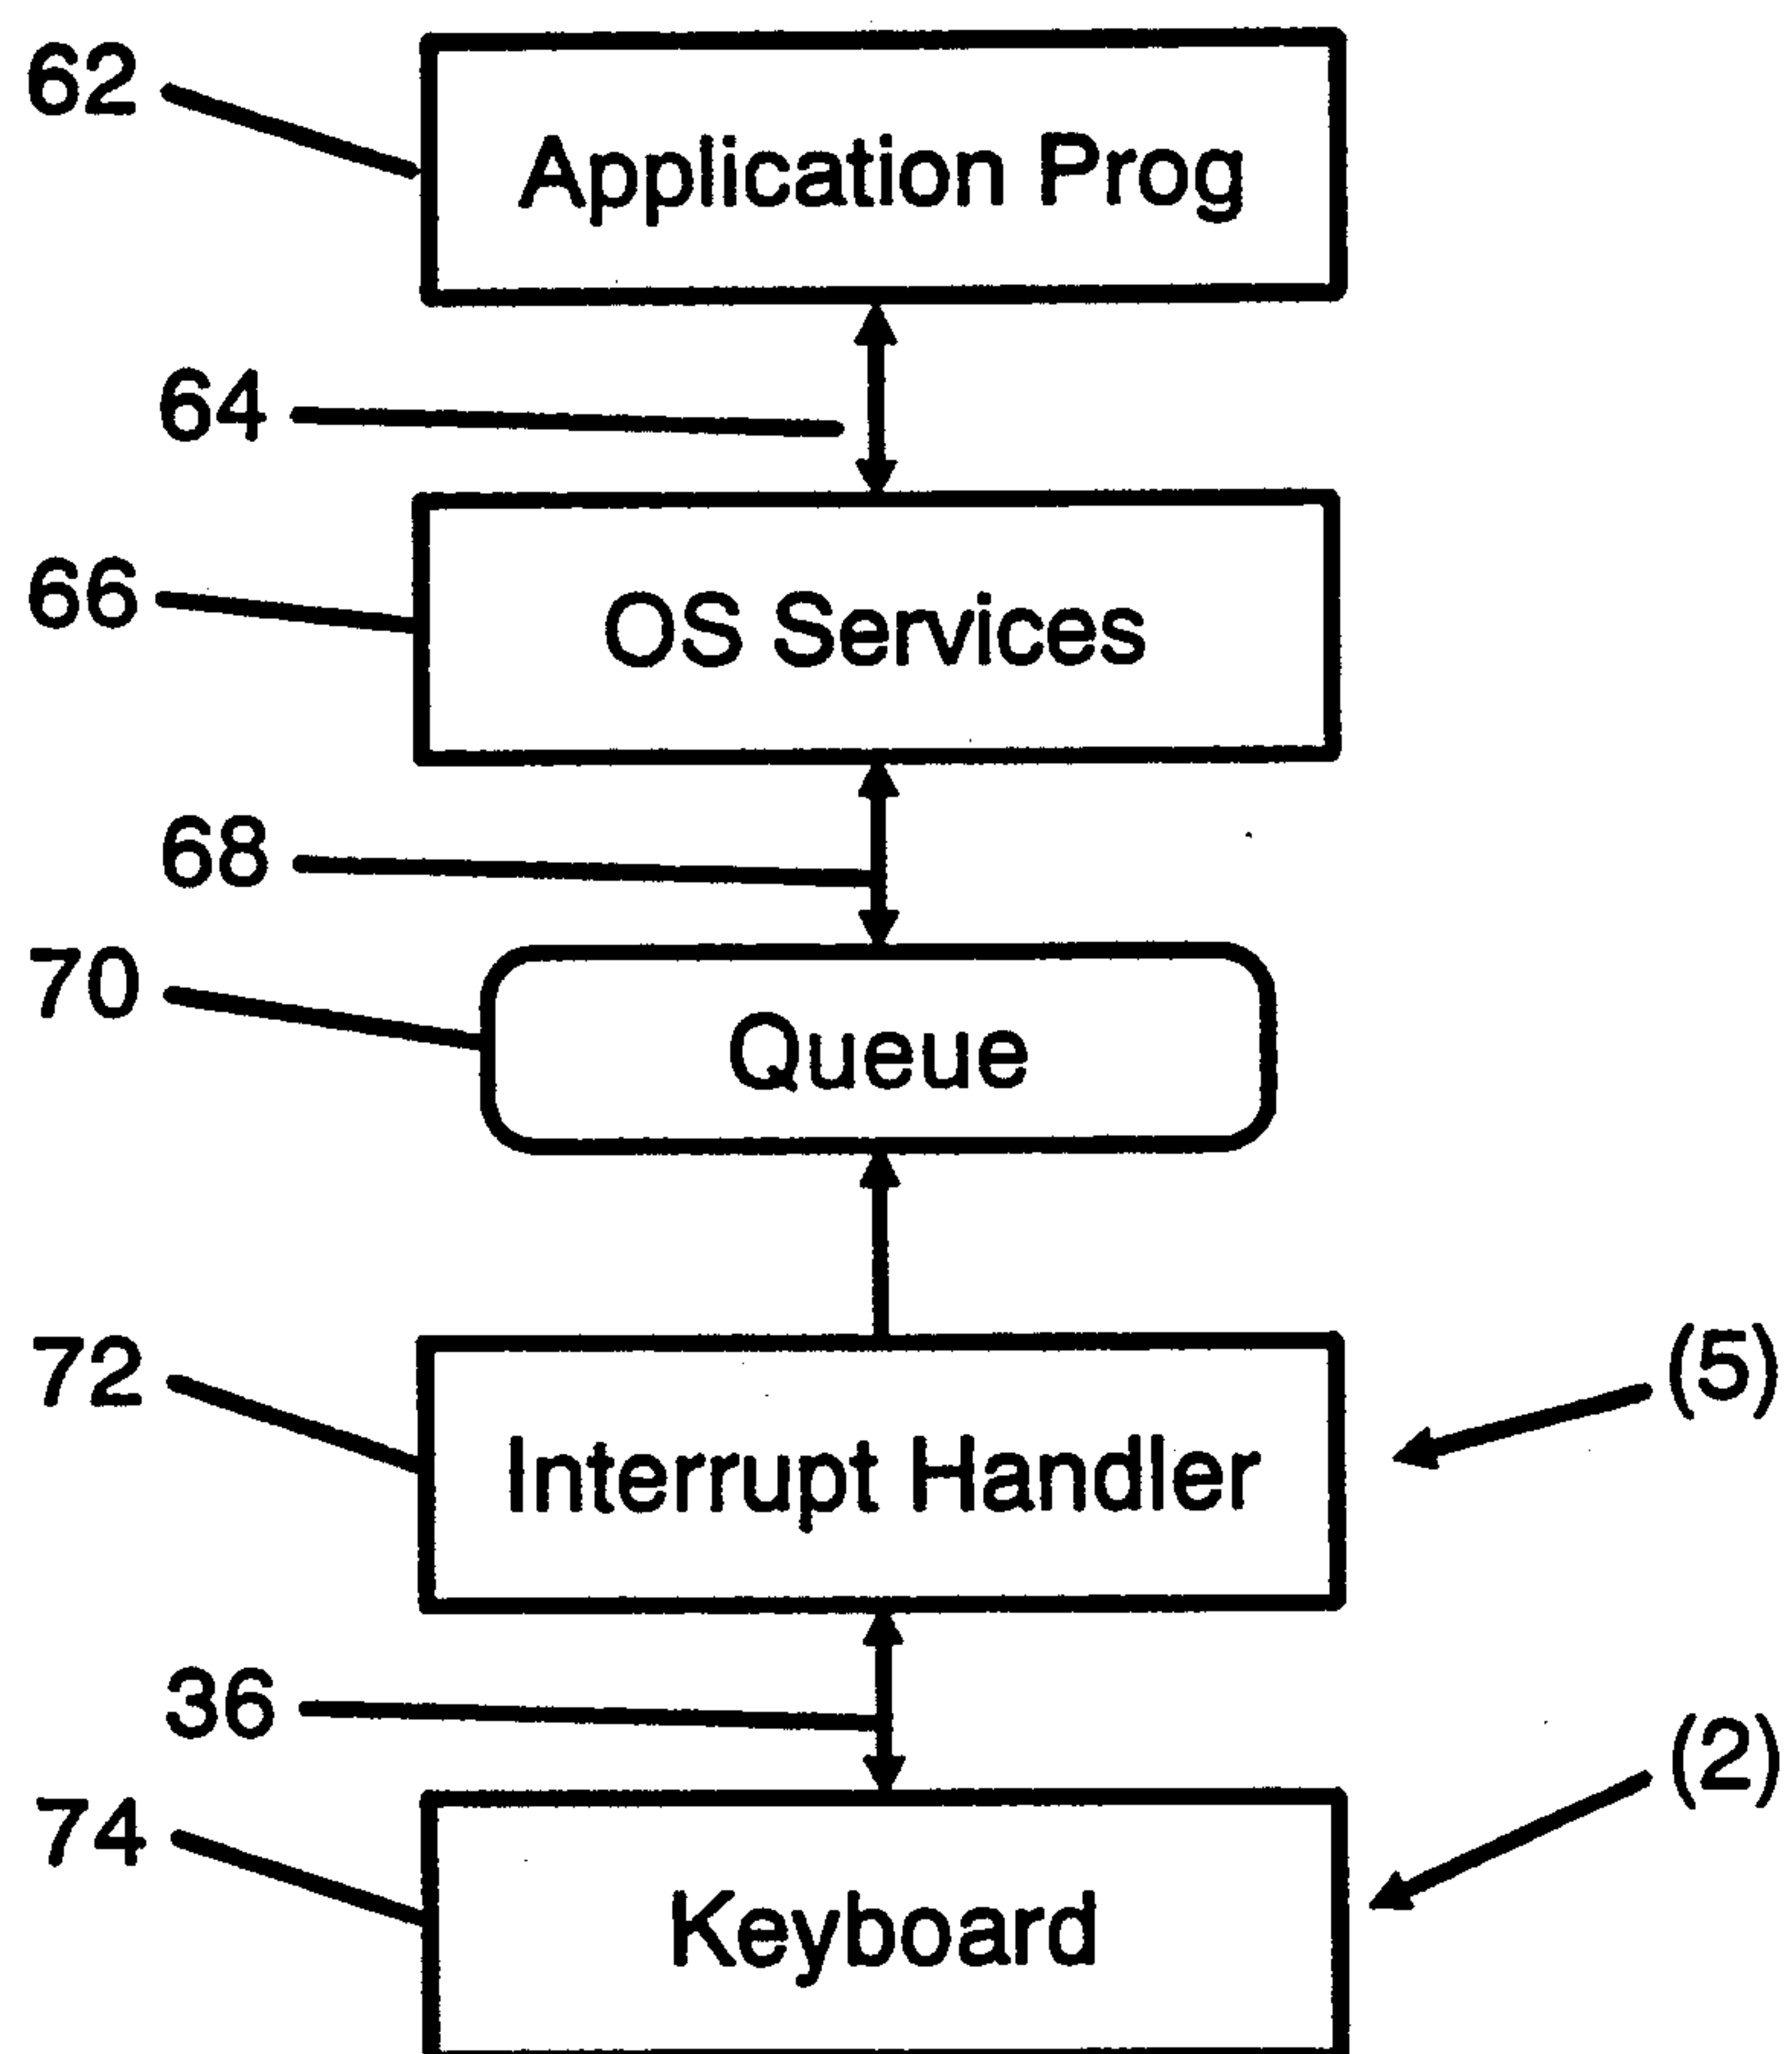 62
Application Prog
64
66
OS Services
68
70
Queue
72
(5)
Interrupt Handler
36
(2)
74
Keyboard